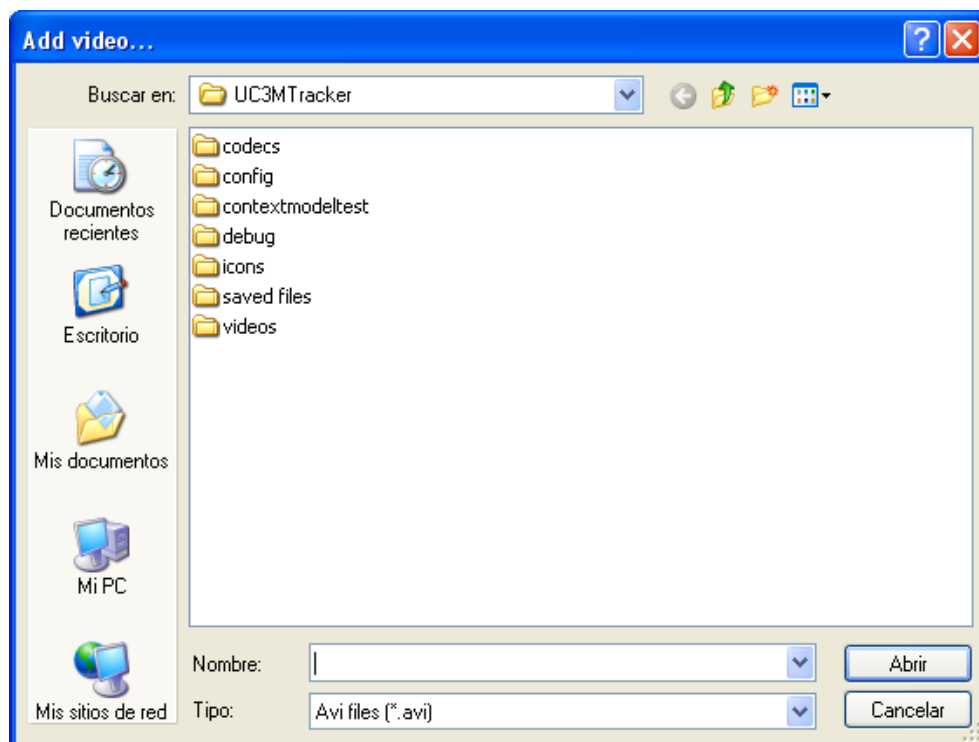 Add video...
Buscar en:
UC3MTracker
Documentos
recientes
Escritorio
Mis documentos
Mi PC
Mis sitios de red
codecs
config
contextmodeltest
debug
icons
saved files
videos
Nombre:
Abrir
Tipo:
Avi files (*.avi)
Cancelar